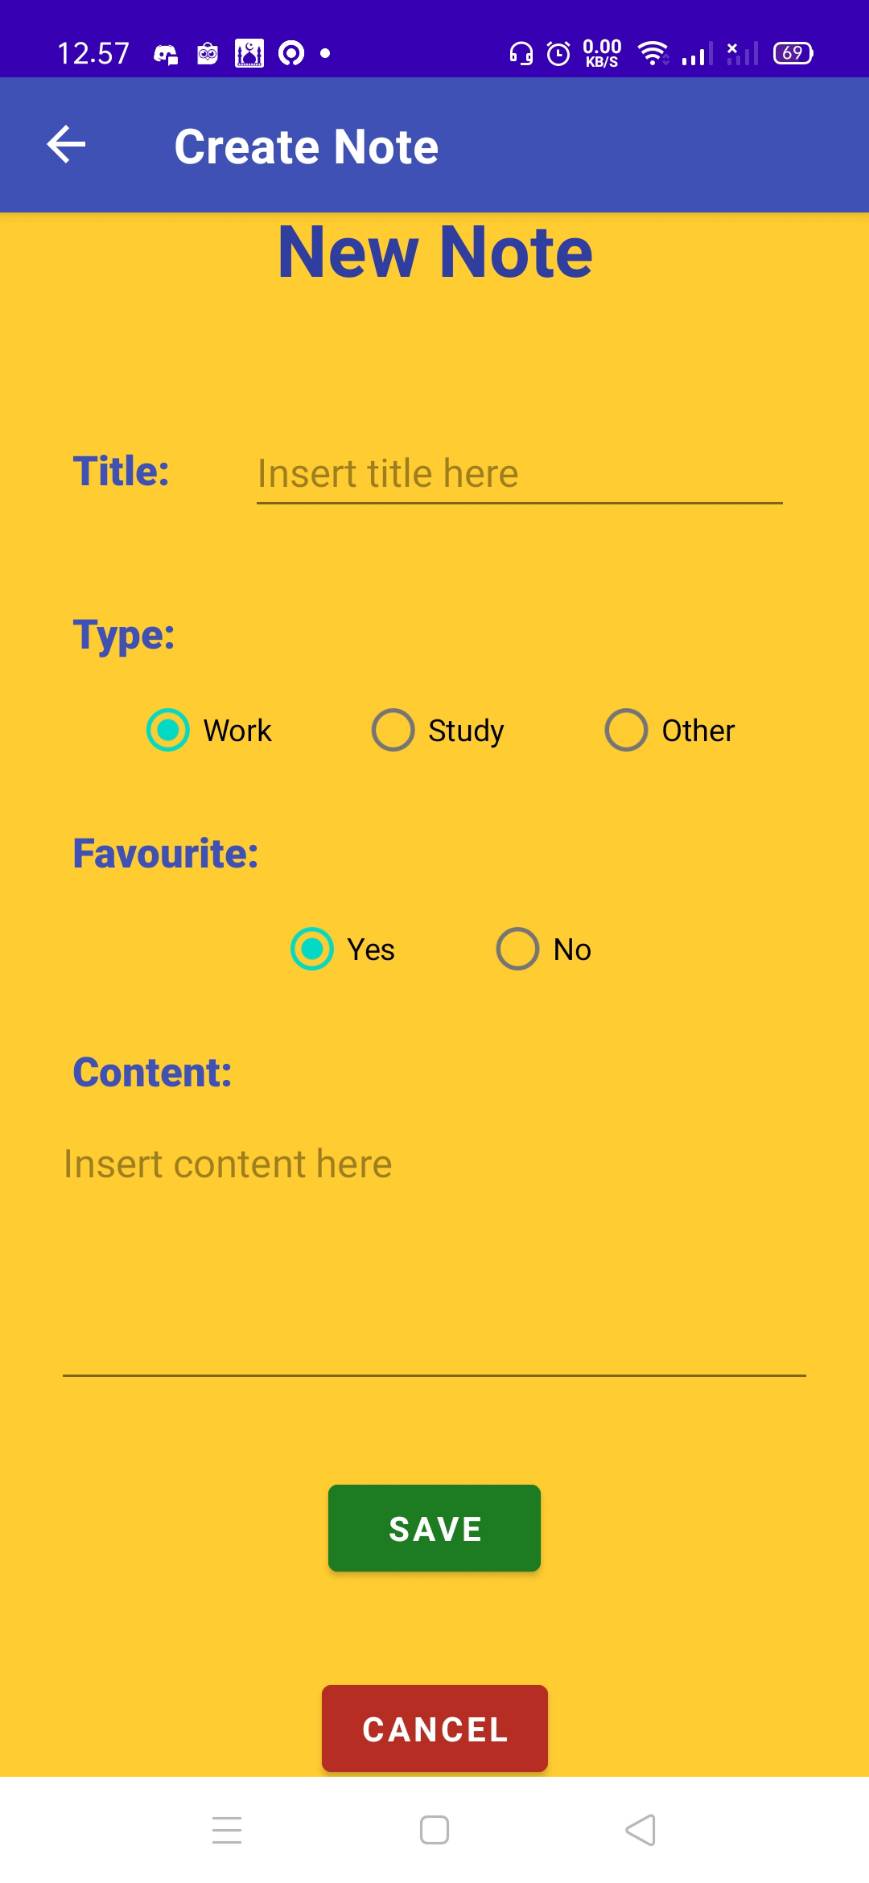 12.57 0.00 KB/S 69
Create Note
New Note
Title: Insert title here
Type:
Work Study Other
Favourite:
Yes No
Content:
Insert content here
SAVE
CANCEL